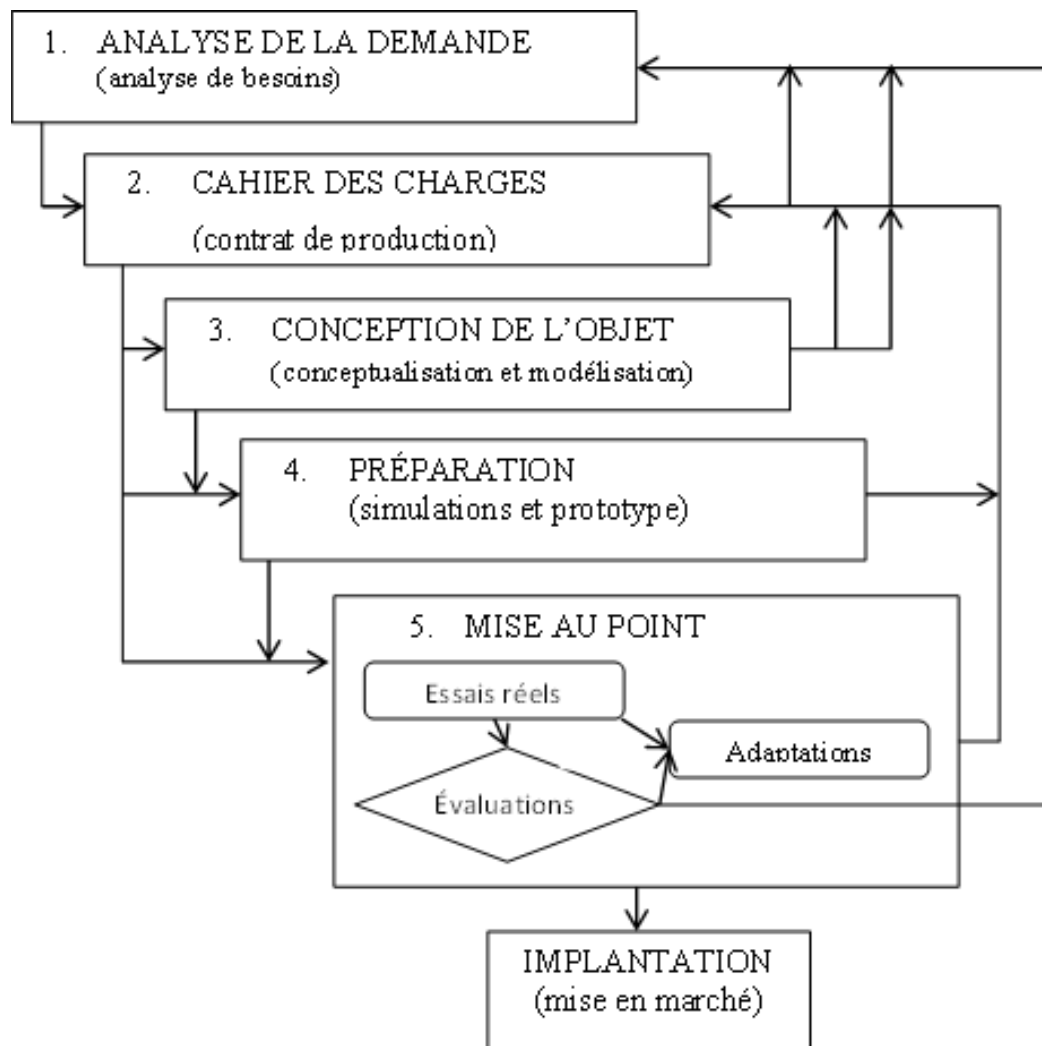 1. ANALYSE DE LA DEMANDE
(analyse de besoins)
2. CAHIER DES CHARGES
(contrat de production)
3. CONCEPTION DE L'OBJET
(conceptualisation et modélisation)
4. PRÉPARATION
(simulations et prototype)
5. MISE AU POINT
Essais réels
Adaptations
Évaluations
IMPLANTATION
(mise en marché)